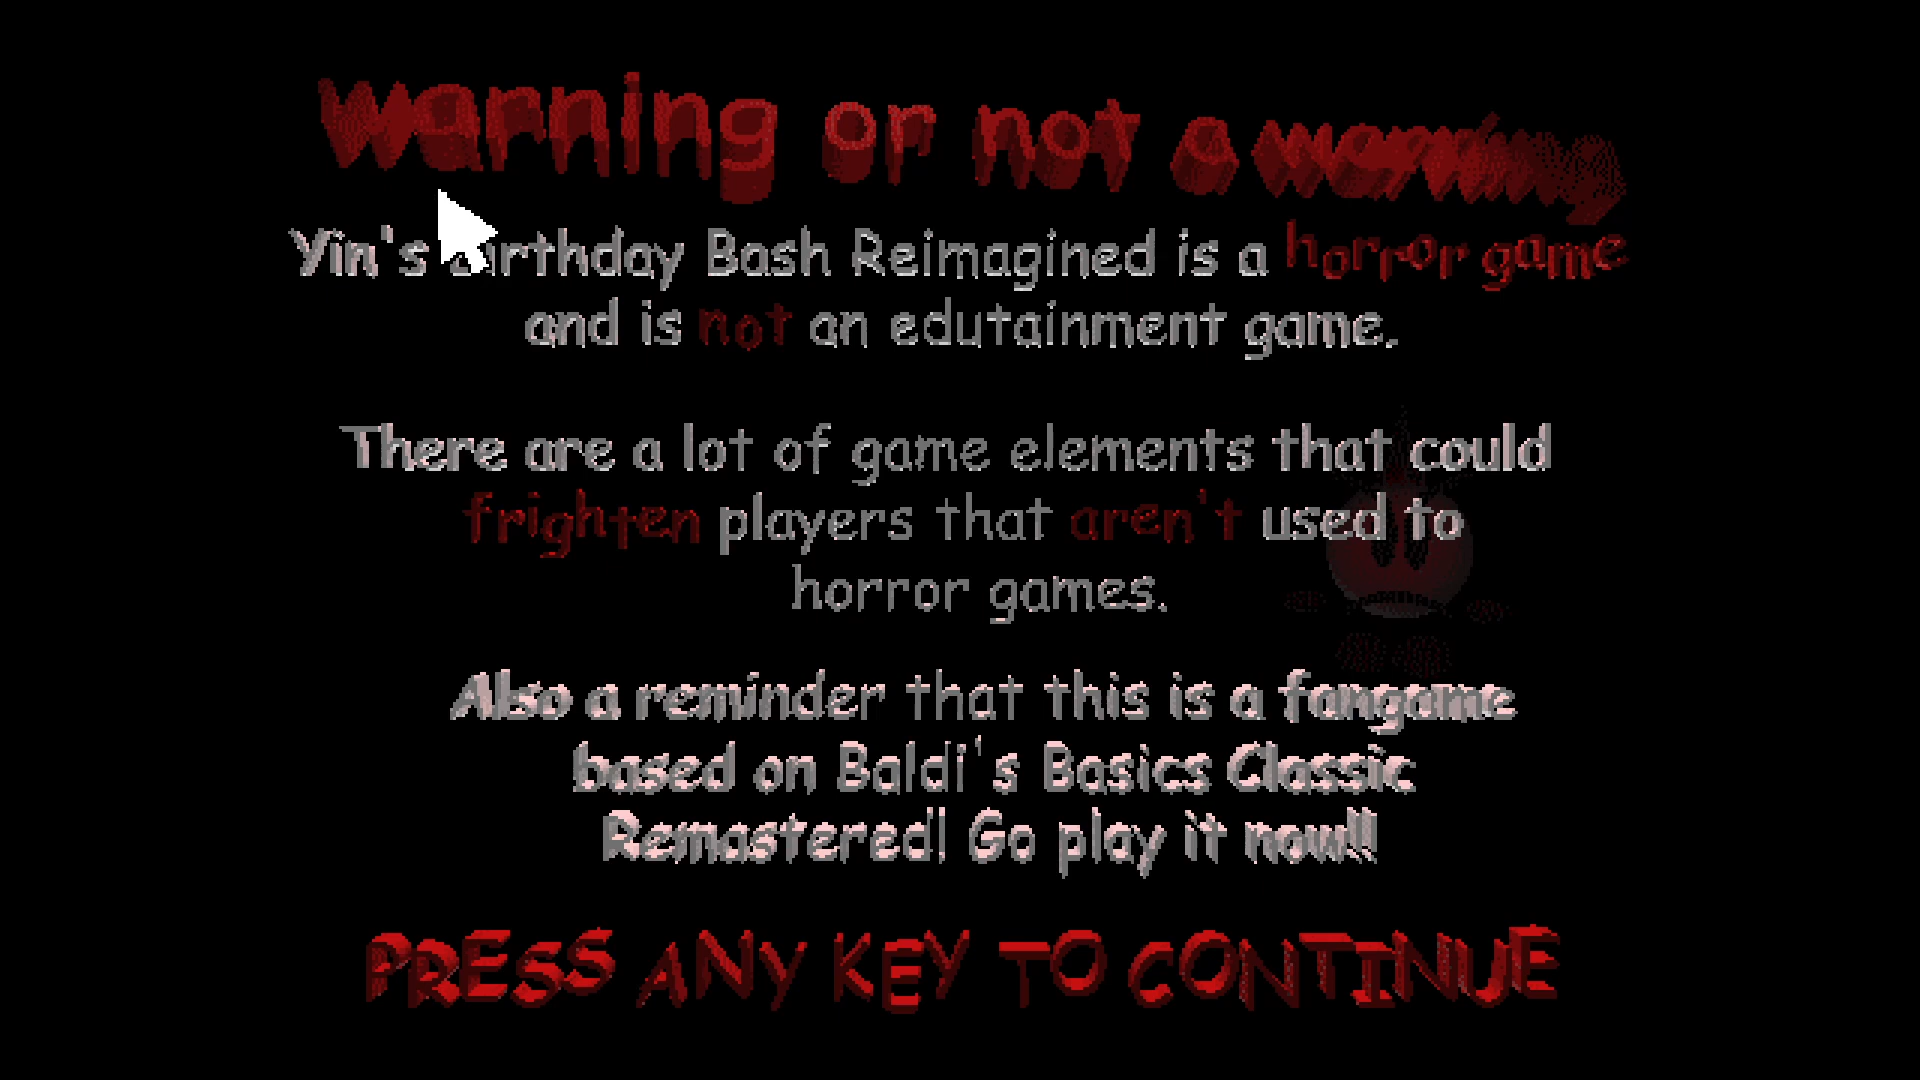 warning or not a warning
Yin's Birthday Bash Reimagined is a horror game
and is not an edutainment game.
There are a lot of game elements that could
frighten players that aren't used to
horror games.
Also a reminder that this is a fangame
based on Baldi's Basics Classic
Remastered! Go play it now!!
PRESS ANY KEY TO CONTINUE